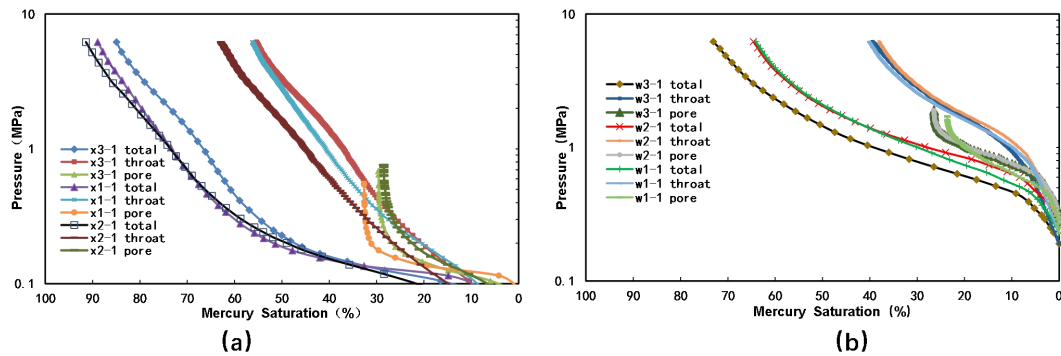 (a)
Pressure (MPa)
10
1
0.1
x3-1 total
x3-1 throat
x3-1 pore
x1-1 total
x1-1 throat
x1-1 pore
x2-1 total
x2-1 throat
x2-1 pore
100 90 80 70 60 50 40 30 20 10 0
Mercury Saturation (%)
(b)
Pressure (MPa)
10
1
0.1
w3-1 total
w3-1 throat
w3-1 pore
w2-1 total
w2-1 throat
w2-1 pore
w1-1 total
w1-1 throat
w1-1 pore
100 90 80 70 60 50 40 30 20 10 0
Mercury Saturation (%)